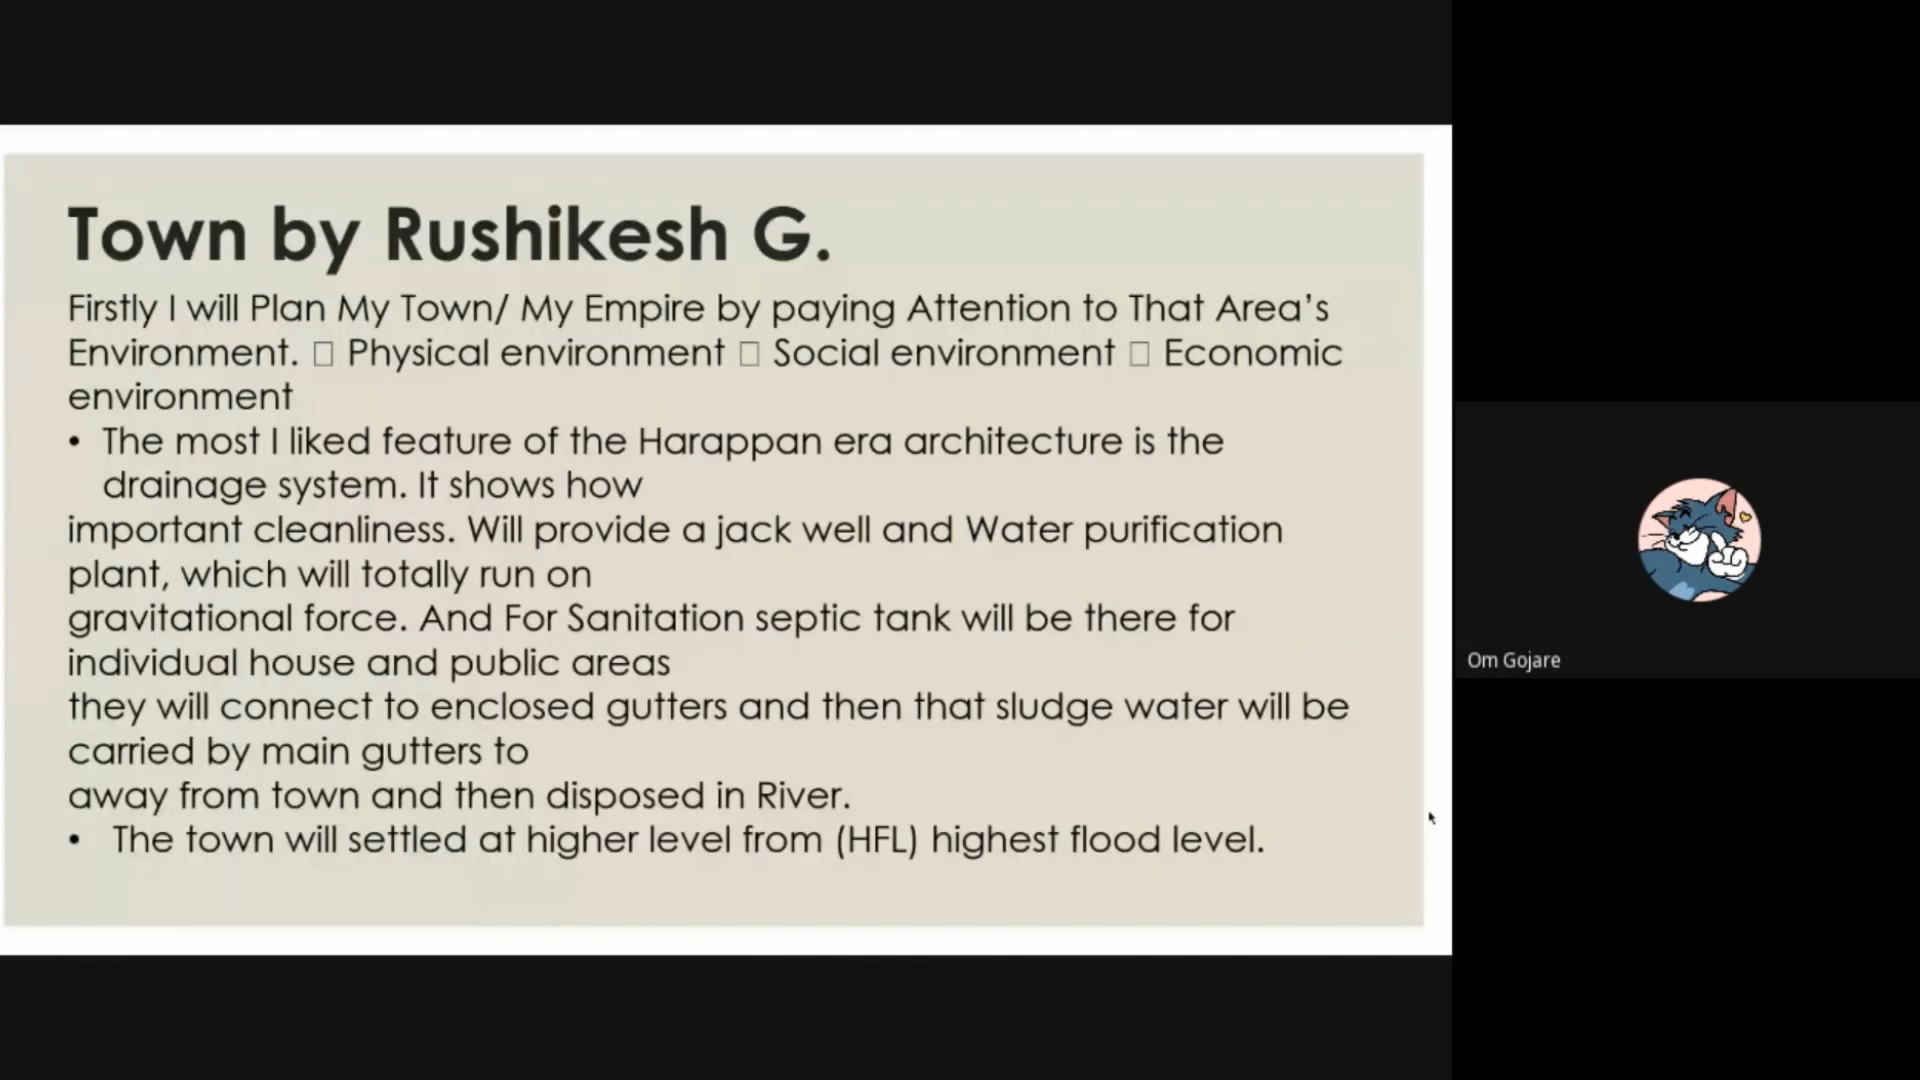 Town by Rushikesh G.
Firstly I will Plan My Town/ My Empire by paying Attention to That Area’s
Environment. □ Physical environment □ Social environment □ Economic
environment
• The most I liked feature of the Harappan era architecture is the
drainage system. It shows how
important cleanliness. Will provide a jack well and Water purification
plant, which will totally run on
gravitational force. And For Sanitation septic tank will be there for
individual house and public areas
they will connect to enclosed gutters and then that sludge water will be
carried by main gutters to
away from town and then disposed in River.
• The town will settled at higher level from (HFL) highest flood level.
Om Gojare